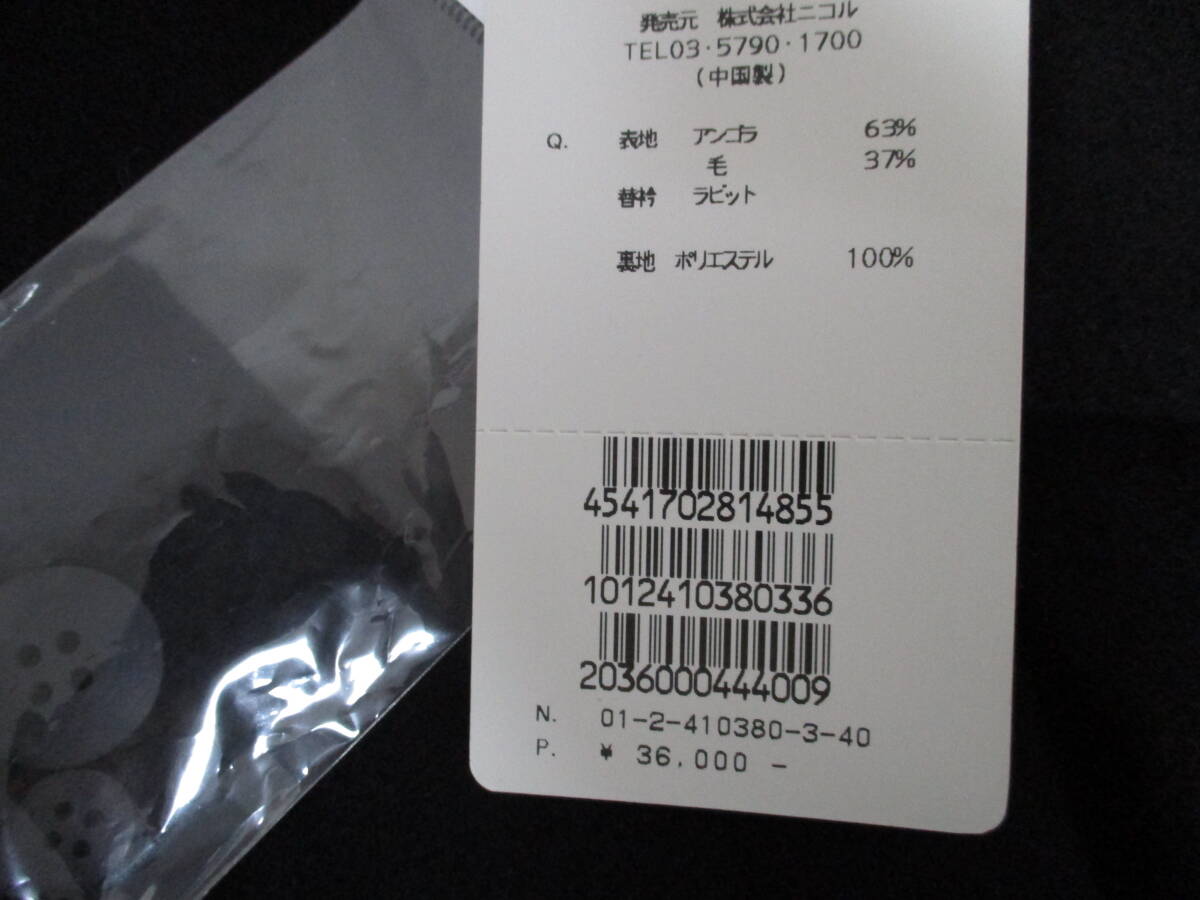 発売元 株式会社ニコル
TEL03・5790・1700
(中国製)
Q. 表地 アンゴラ 63%
毛 37%
替衿 ラビット
裏地 ポリエステル 100%
4541702814855
1012410380336
2036000444009
N. 01-2-410380-3-40
P. ¥ 36,000 -